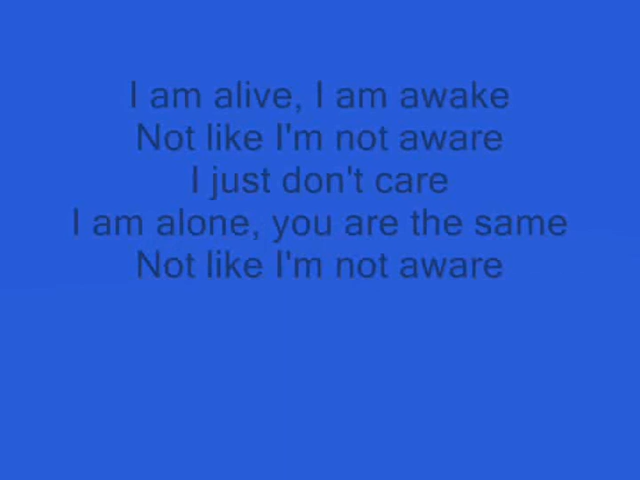 I am alive, I am awake
Not like I'm not aware
I just don't care
I am alone, you are the same
Not like I'm not aware